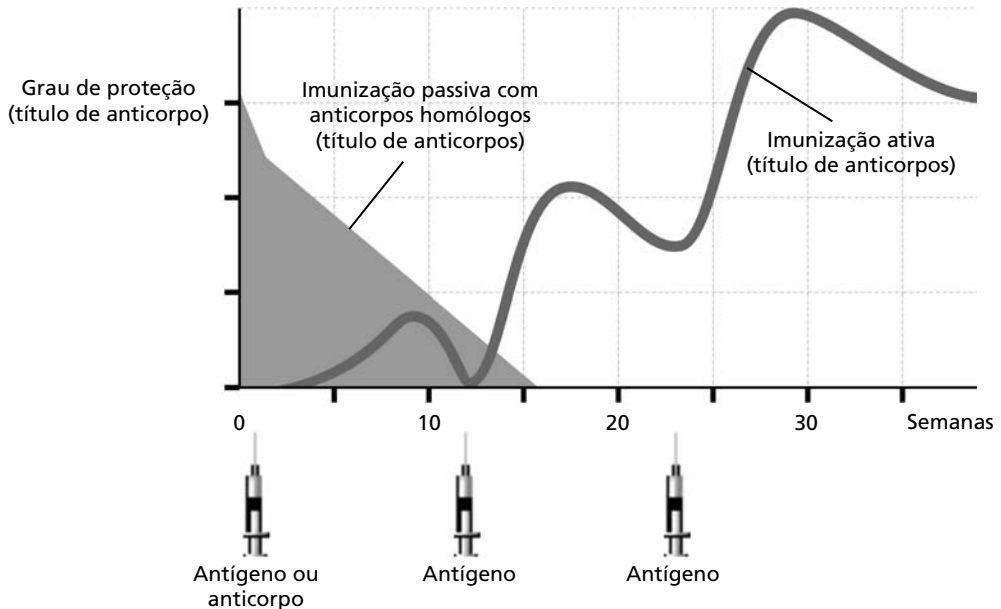 Grau de proteção
(título de anticorpo)
Imunização passiva com
anticorpos homólogos
(título de anticorpos)
Imunização ativa
(título de anticorpos)
0
10
20
30
Semanas
Antígeno ou
anticorpo
Antígeno
Antígeno